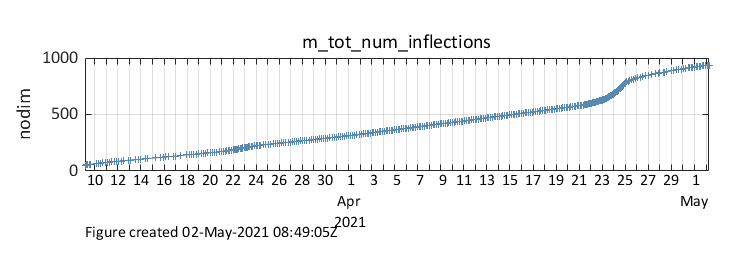 m_tot_num_inflections
1000
500
0
nodim
10 12 14 16 18 20 22 24 26 28 30 1 3 5 7 9 11 13 15 17 19 21 23 25 27 29 1
Apr May
2021
Figure created 02-May-2021 08:49:05Z